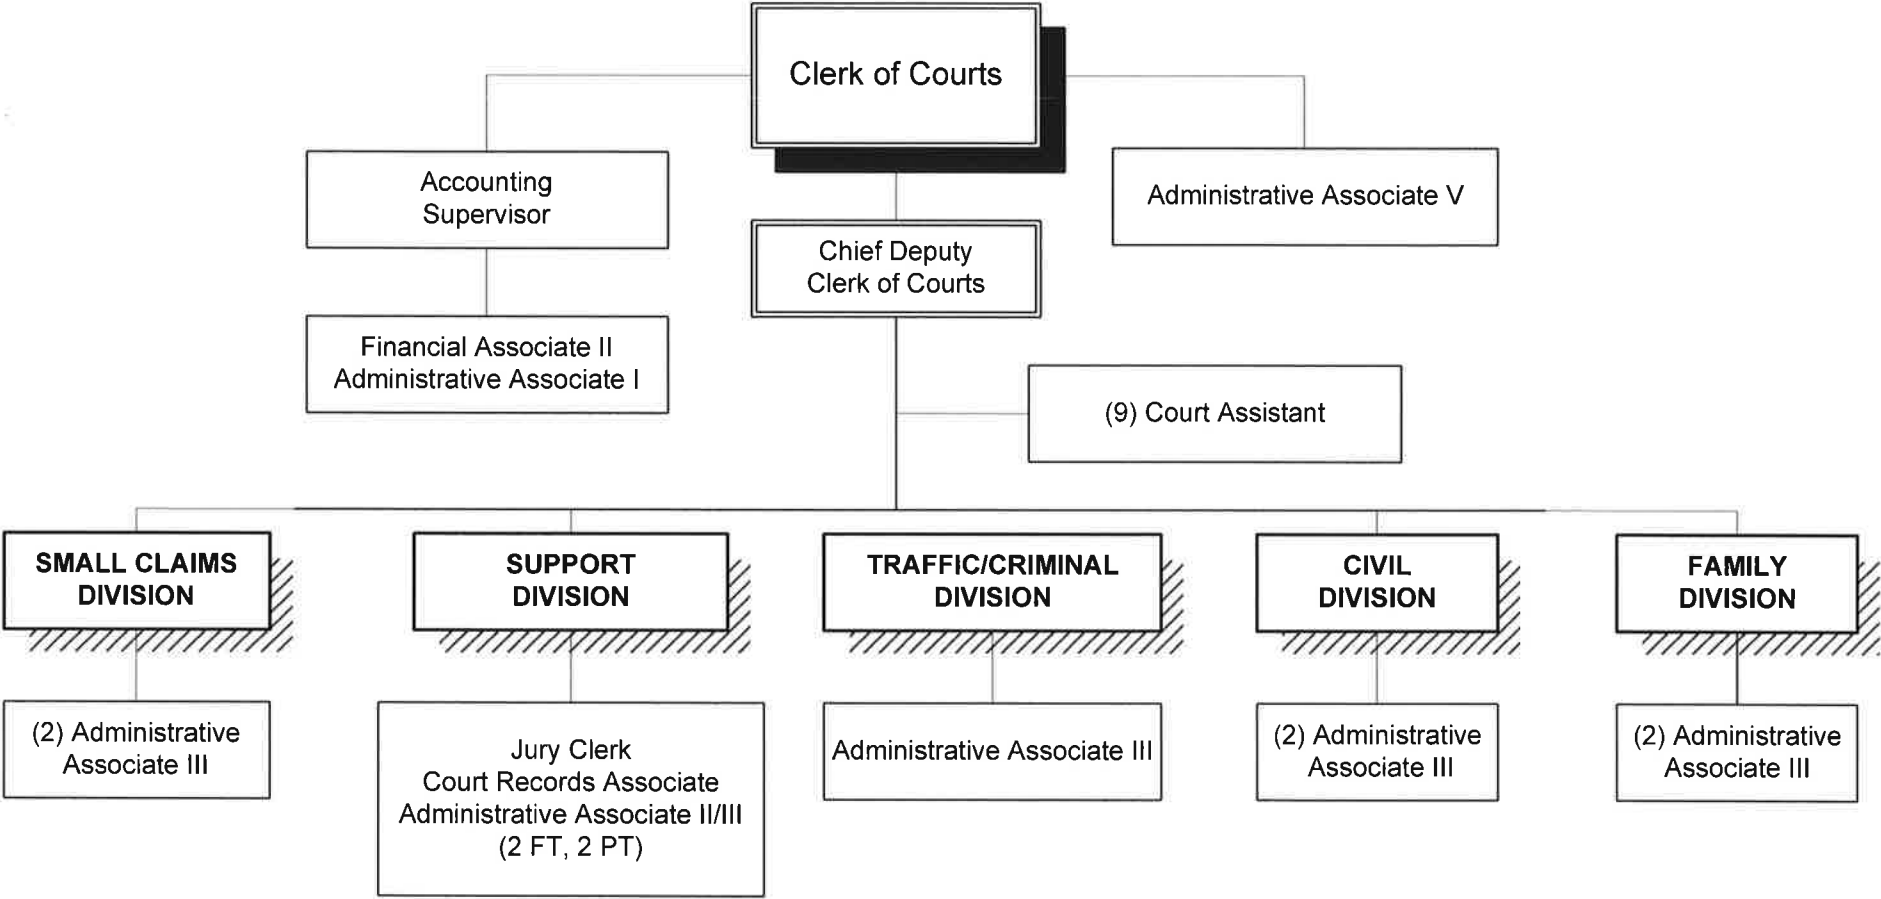 Clerk of Courts
Accounting
Supervisor
Administrative Associate V
Chief Deputy
Clerk of Courts
Financial Associate II
Administrative Associate I
(9) Court Assistant
SMALL CLAIMS
DIVISION
SUPPORT
DIVISION
TRAFFIC/CRIMINAL
DIVISION
CIVIL
DIVISION
FAMILY
DIVISION
(2) Administrative
Associate III
Jury Clerk
Court Records Associate
Administrative Associate II/III
(2 FT, 2 PT)
Administrative Associate III
(2) Administrative
Associate III
(2) Administrative
Associate III